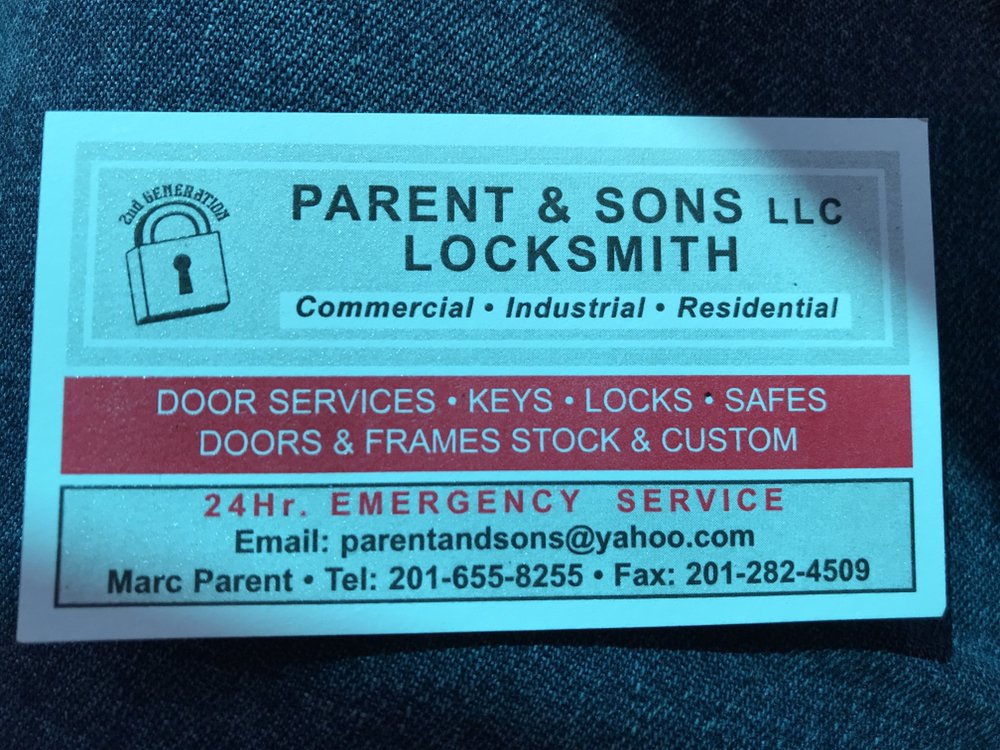 2nd GENERATION
PARENT & SONS LLC
LOCKSMITH
Commercial • Industrial • Residential
DOOR SERVICES • KEYS • LOCKS • SAFES
DOORS & FRAMES STOCK & CUSTOM
24Hr. EMERGENCY SERVICE
Email: parentandsons@yahoo.com
Marc Parent • Tel: 201-655-8255 • Fax: 201-282-4509